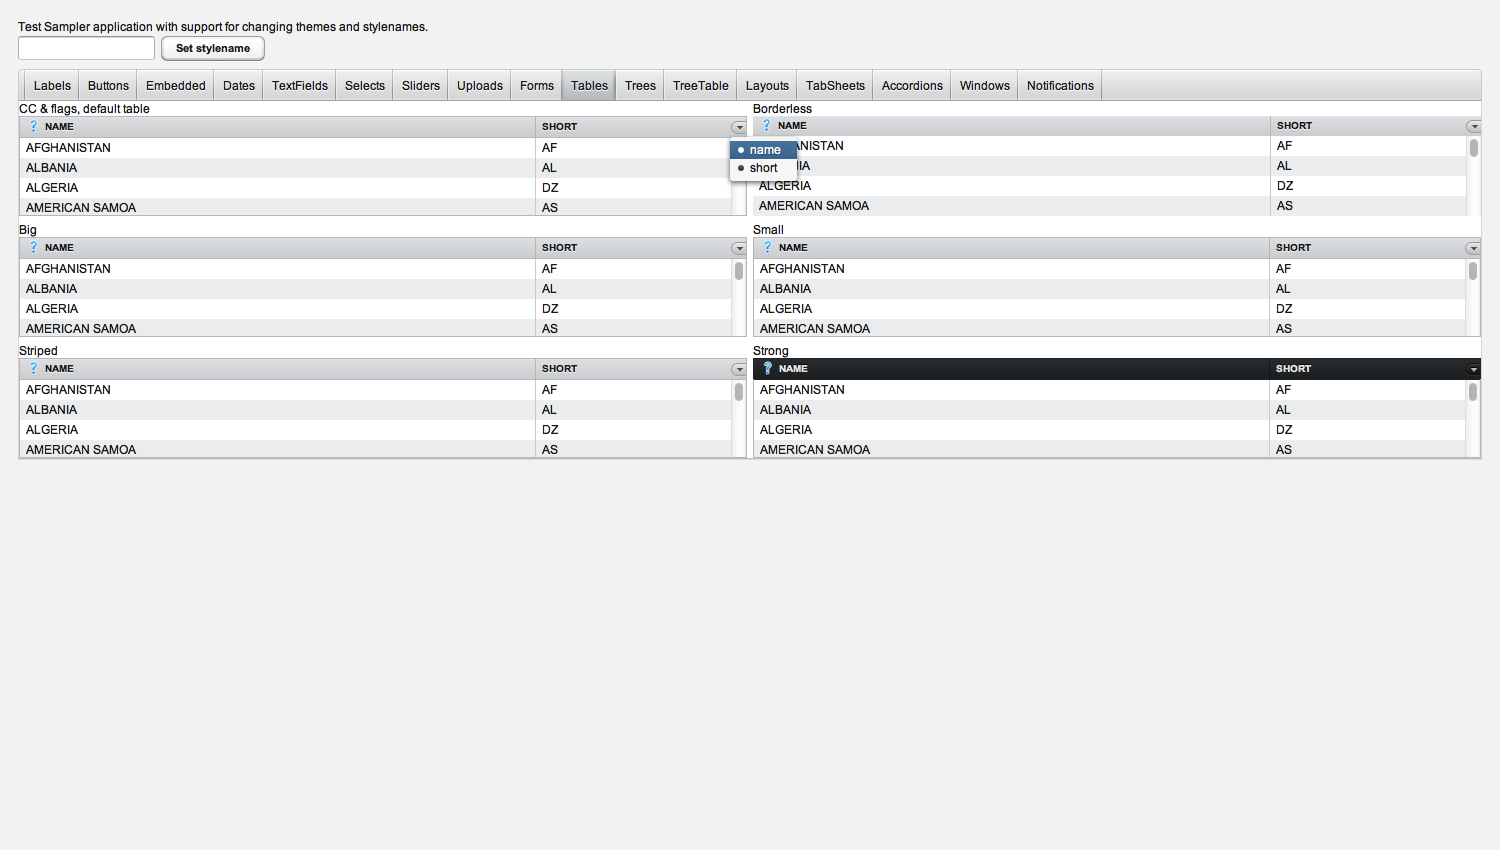 Test Sampler application with support for changing themes and stylenames.
Set stylename
Labels Buttons Embedded Dates TextFields Selects Sliders Uploads Forms Tables Trees TreeTable Layouts TabSheets Accordions Windows Notifications
CC & flags, default table
? NAME SHORT
AFGHANISTAN AF
ALBANIA AL
ALGERIA DZ
AMERICAN SAMOA AS
name
short
Borderless
? NAME SHORT
ANISTAN AF
IA AL
ALGERIA DZ
AMERICAN SAMOA AS
Big
? NAME SHORT
AFGHANISTAN AF
ALBANIA AL
ALGERIA DZ
AMERICAN SAMOA AS
Small
? NAME SHORT
AFGHANISTAN AF
ALBANIA AL
ALGERIA DZ
AMERICAN SAMOA AS
Striped
? NAME SHORT
AFGHANISTAN AF
ALBANIA AL
ALGERIA DZ
AMERICAN SAMOA AS
Strong
? NAME SHORT
AFGHANISTAN AF
ALBANIA AL
ALGERIA DZ
AMERICAN SAMOA AS